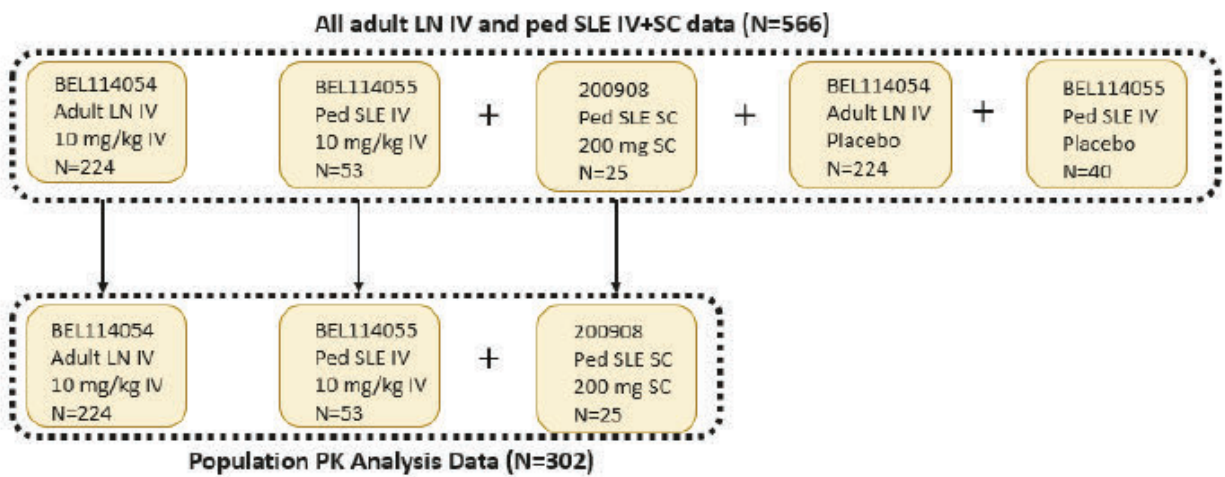 All adult LN IV and ped SLE IV+SC data (N=566)
BEL114054
Adult LN IV
10 mg/kg IV
N=224
BEL114055
Ped SLE IV
10 mg/kg IV
N=53
+
200908
Ped SLE SC
200 mg SC
N=25
+
BEL114054
Adult LN IV
Placebo
N=224
+
BEL114055
Ped SLE IV
Placebo
N=40
BEL114054
Adult LN IV
10 mg/kg IV
N=224
BEL114055
Ped SLE IV
10 mg/kg IV
N=53
+
200908
Ped SLE SC
200 mg SC
N=25
Population PK Analysis Data (N=302)